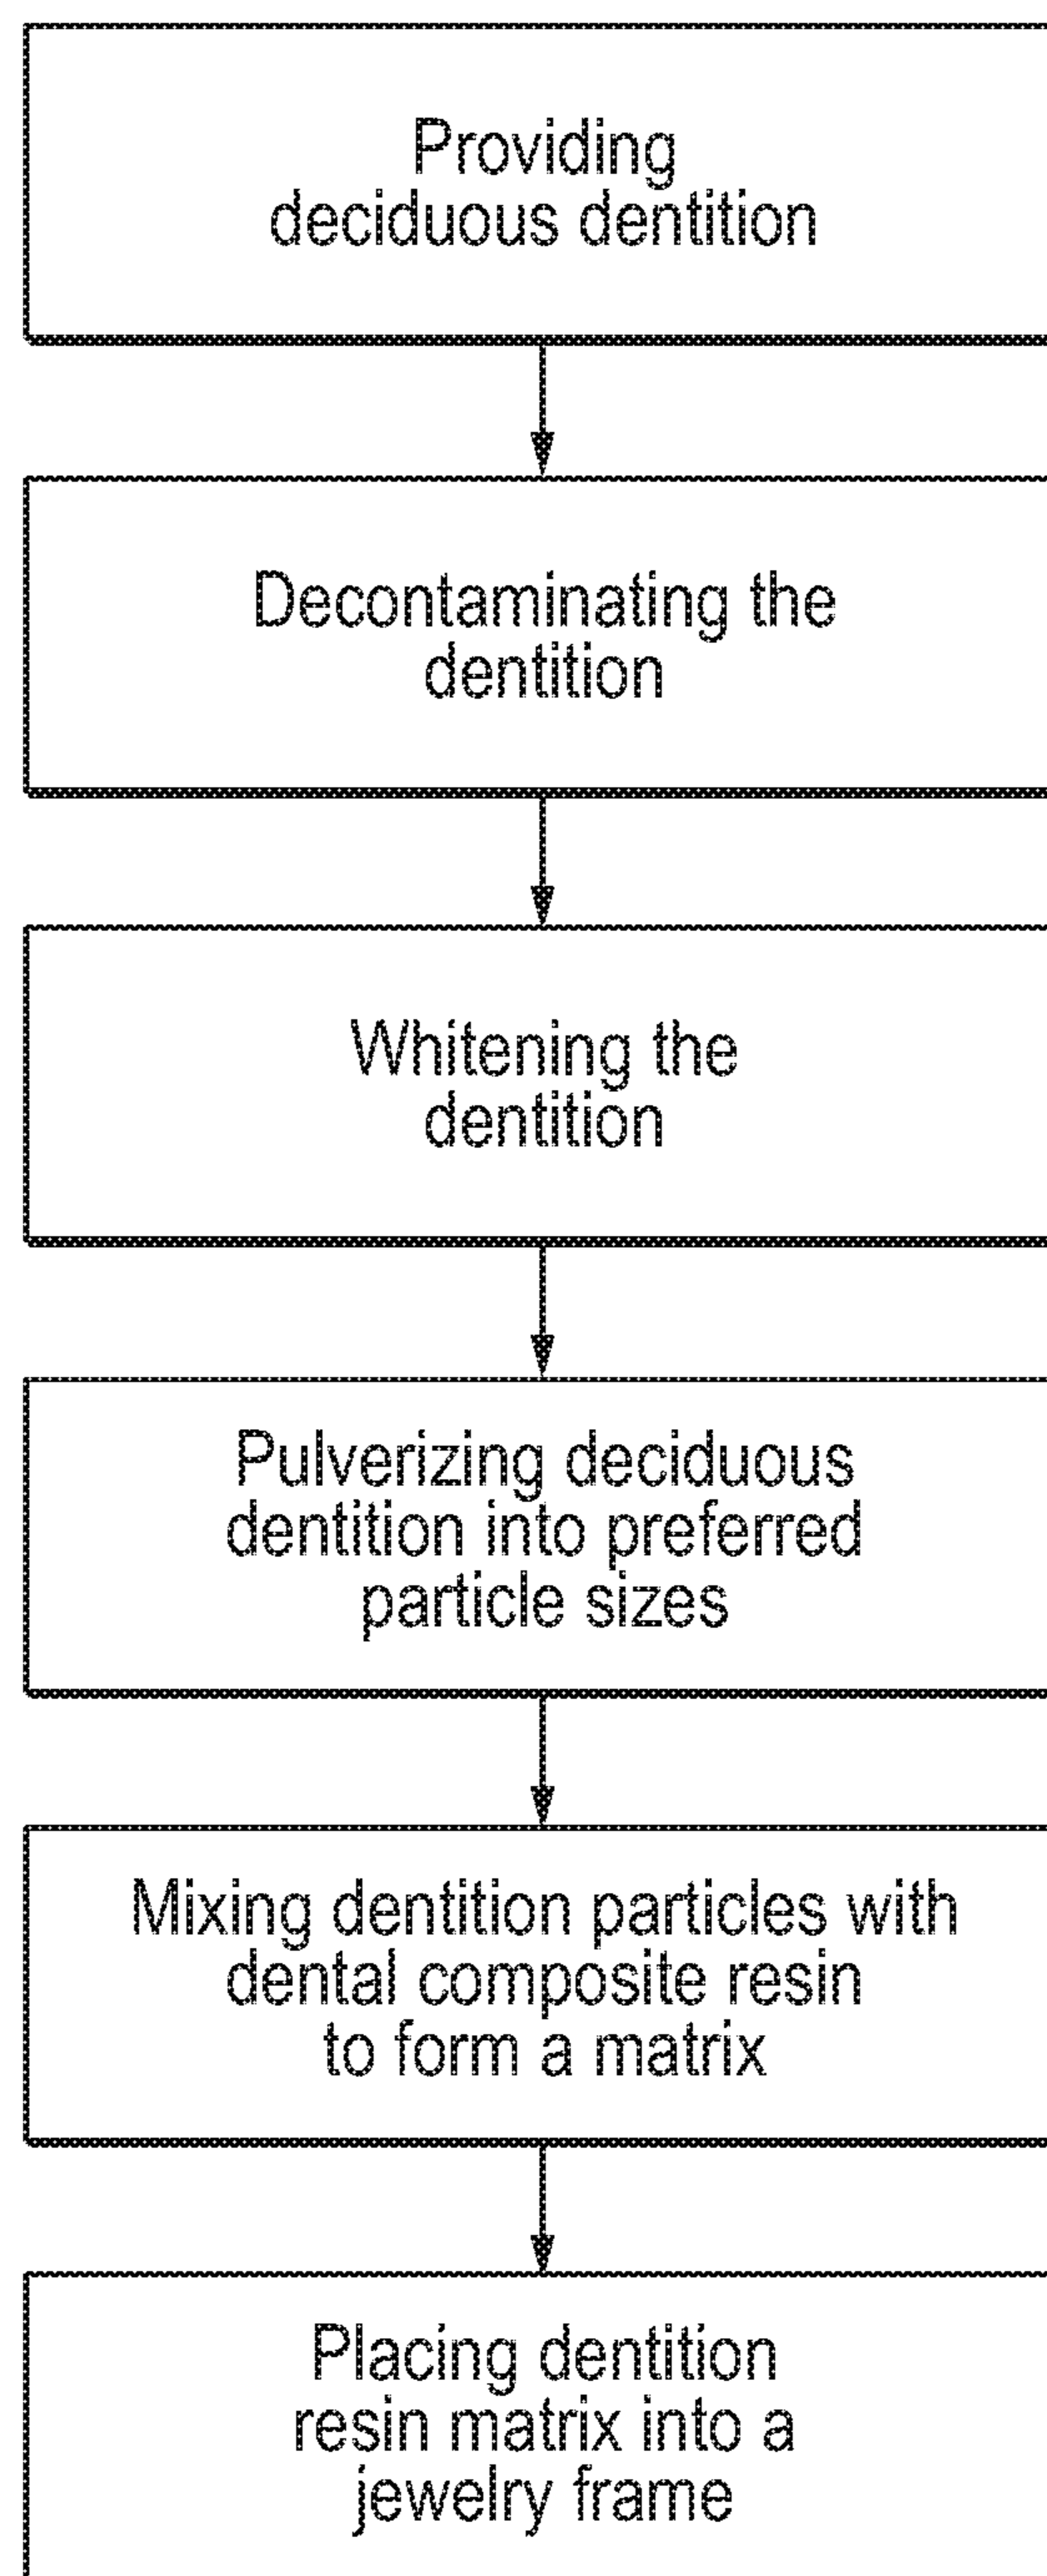 Providing
deciduous dentition
Decontaminating the
dentition
Whitening the
dentition
Pulverizing deciduous
dentition into preferred
particle sizes
Mixing dentition particles with
dental composite resin
to form a matrix
Placing dentition
resin matrix into a
jewelry frame